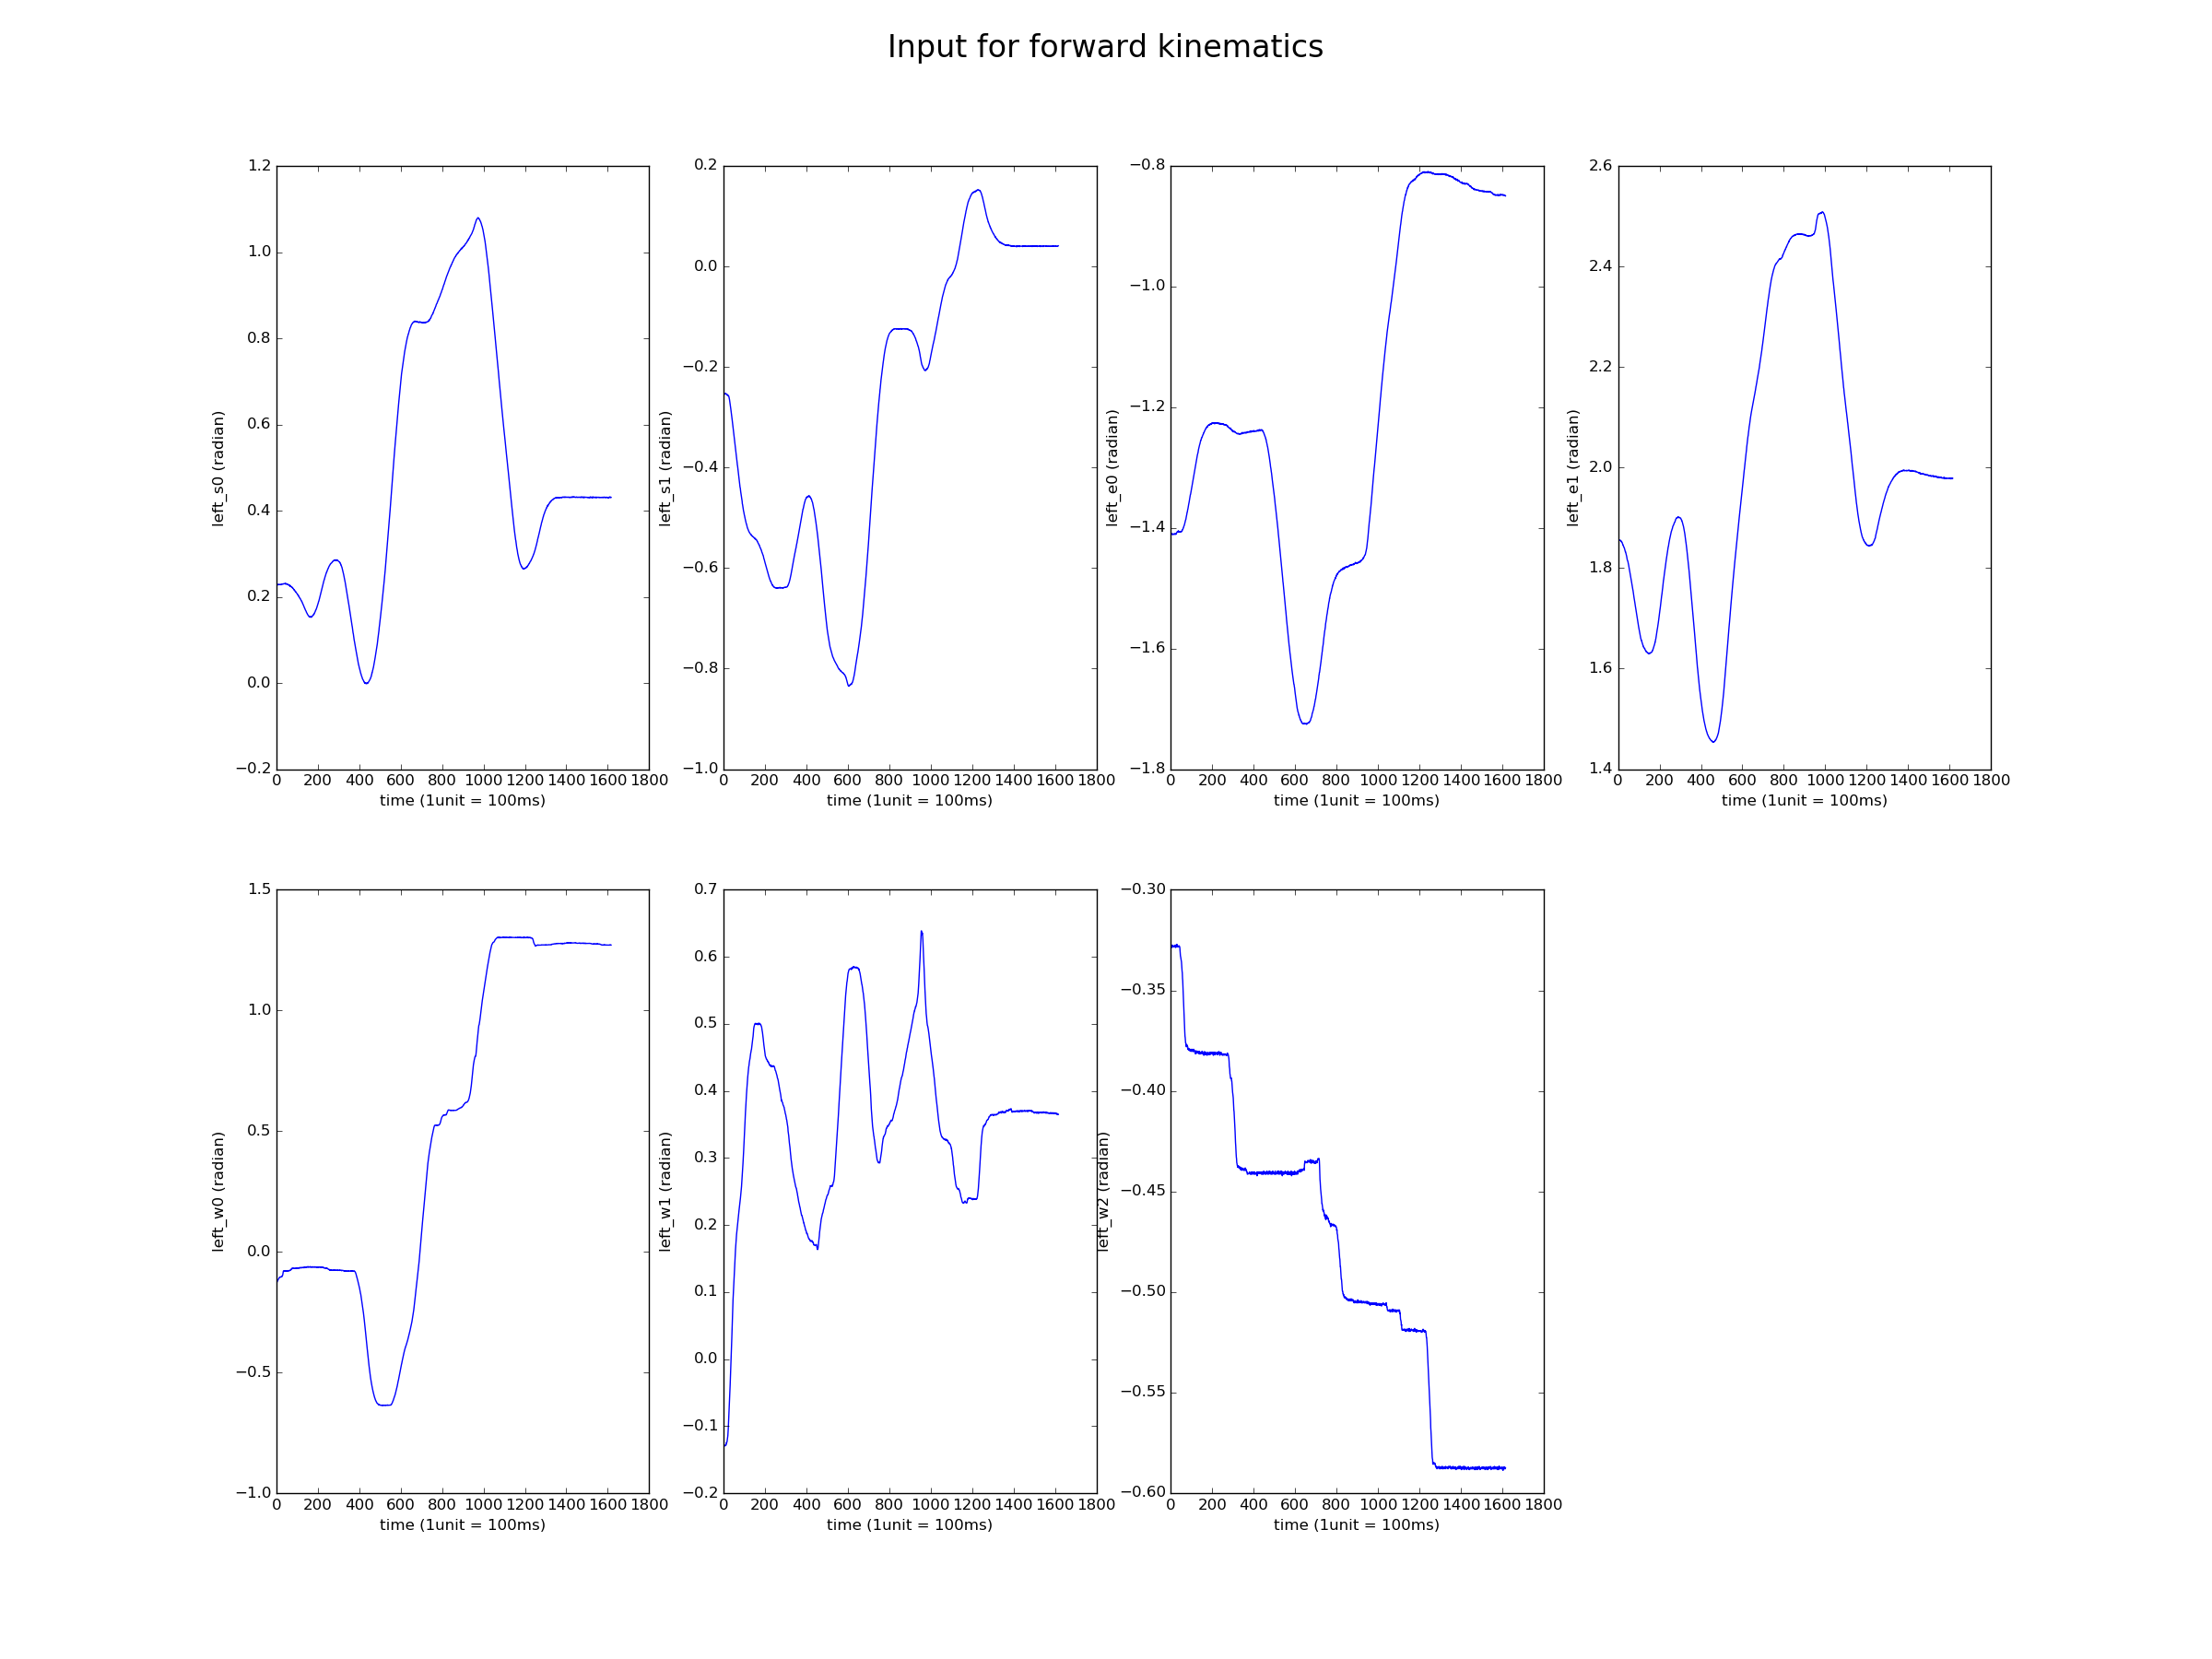 Input for forward kinematics
1.2
1.0
0.8
0.6
0.4
0.2
0.0
−0.2
left_s0 (radian)
0 200 400 600 800 1000 1200 1400 1600 1800
time (1unit = 100ms)
0.2
0.0
−0.2
−0.4
−0.6
−0.8
−1.0
left_s1 (radian)
0 200 400 600 800 1000 1200 1400 1600 1800
time (1unit = 100ms)
−0.8
−1.0
−1.2
−1.4
−1.6
−1.8
left_e0 (radian)
0 200 400 600 800 1000 1200 1400 1600 1800
time (1unit = 100ms)
2.6
2.4
2.2
2.0
1.8
1.6
1.4
left_e1 (radian)
0 200 400 600 800 1000 1200 1400 1600 1800
time (1unit = 100ms)
1.5
1.0
0.5
0.0
−0.5
−1.0
left_w0 (radian)
0 200 400 600 800 1000 1200 1400 1600 1800
time (1unit = 100ms)
0.7
0.6
0.5
0.4
0.3
0.2
0.1
0.0
−0.1
−0.2
left_w1 (radian)
0 200 400 600 800 1000 1200 1400 1600 1800
time (1unit = 100ms)
−0.30
−0.35
−0.40
−0.45
−0.50
−0.55
−0.60
left_w2 (radian)
0 200 400 600 800 1000 1200 1400 1600 1800
time (1unit = 100ms)